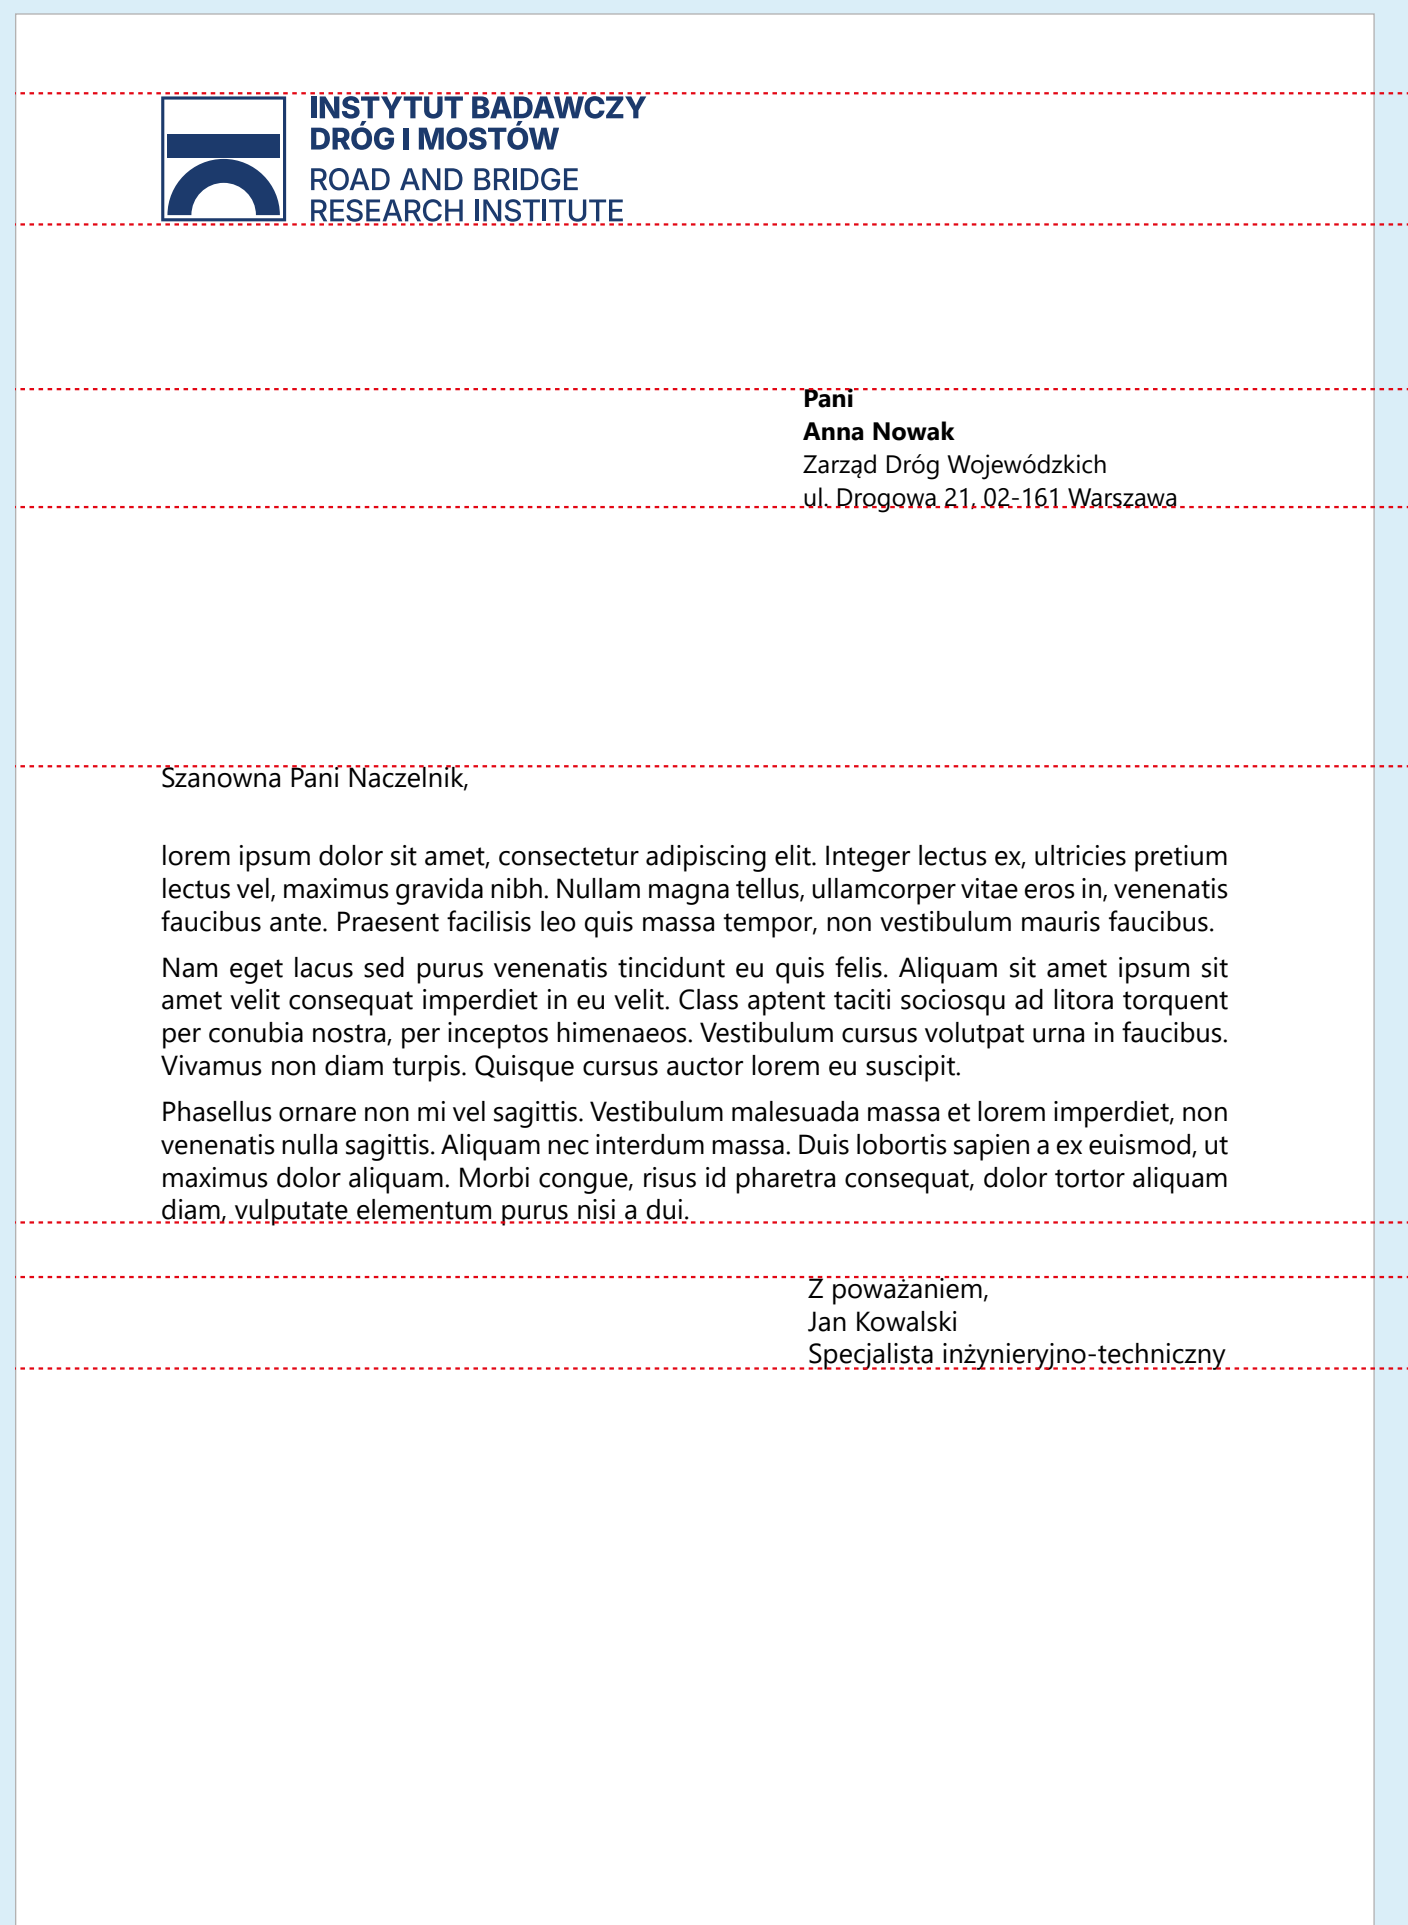 INSTYTUT BADAWCZY
DRÓG I MOSTÓW
ROAD AND BRIDGE
RESEARCH INSTITUTE
Pani
Anna Nowak
Zarząd Dróg Wojewódzkich
ul. Drogowa 21, 02-161 Warszawa
Szanowna Pani Naczelnik,
lorem ipsum dolor sit amet, consectetur adipiscing elit. Integer lectus ex, ultricies pretium
lectus vel, maximus gravida nibh. Nullam magna tellus, ullamcorper vitae eros in, venenatis
faucibus ante. Praesent facilisis leo quis massa tempor, non vestibulum mauris faucibus.
Nam eget lacus sed purus venenatis tincidunt eu quis felis. Aliquam sit amet ipsum sit
amet velit consequat imperdiet in eu velit. Class aptent taciti sociosqu ad litora torquent
per conubia nostra, per inceptos himenaeos. Vestibulum cursus volutpat urna in faucibus.
Vivamus non diam turpis. Quisque cursus auctor lorem eu suscipit.
Phasellus ornare non mi vel sagittis. Vestibulum malesuada massa et lorem imperdiet, non
venenatis nulla sagittis. Aliquam nec interdum massa. Duis lobortis sapien a ex euismod, ut
maximus dolor aliquam. Morbi congue, risus id pharetra consequat, dolor tortor aliquam
diam, vulputate elementum purus nisi a dui.
Z poważaniem,
Jan Kowalski
Specjalista inżynieryjno-techniczny